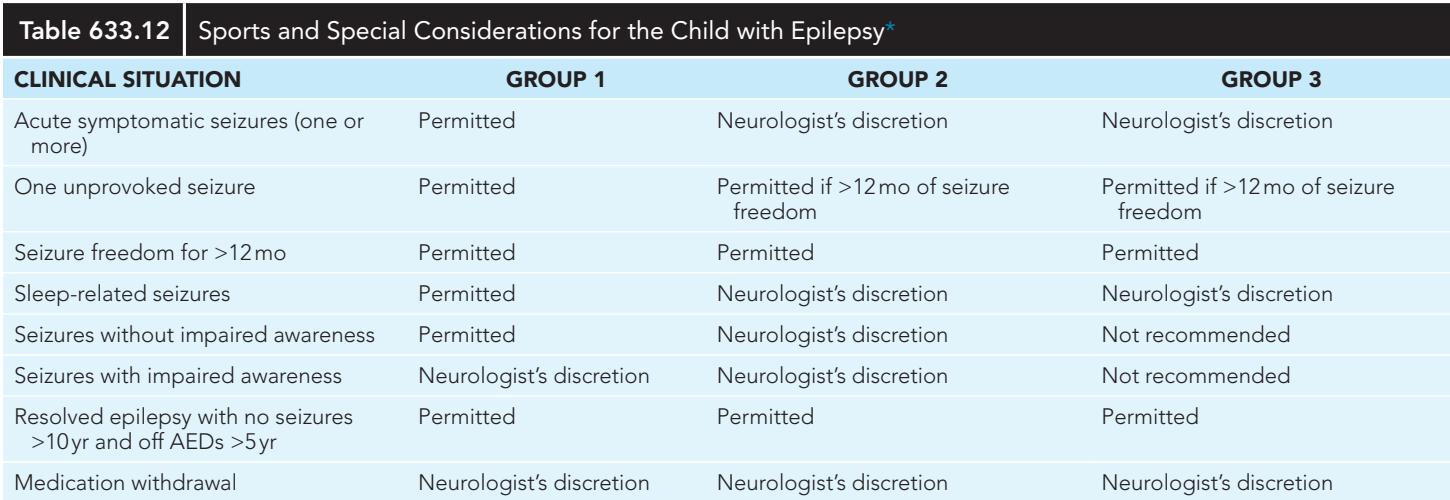 Table 633.12 Sports and Special Considerations for the Child with Epilepsy*
CLINICAL SITUATION GROUP 1 GROUP 2 GROUP 3
Acute symptomatic seizures (one or more) Permitted Neurologist’s discretion Neurologist’s discretion
One unprovoked seizure Permitted Permitted if >12 mo of seizure freedom Permitted if >12 mo of seizure freedom
Seizure freedom for >12 mo Permitted Permitted Permitted
Sleep-related seizures Permitted Neurologist’s discretion Neurologist’s discretion
Seizures without impaired awareness Permitted Neurologist’s discretion Not recommended
Seizures with impaired awareness Neurologist’s discretion Neurologist’s discretion Not recommended
Resolved epilepsy with no seizures >10 yr and off AEDs >5 yr Permitted Permitted Permitted
Medication withdrawal Neurologist’s discretion Neurologist’s discretion Neurologist’s discretion